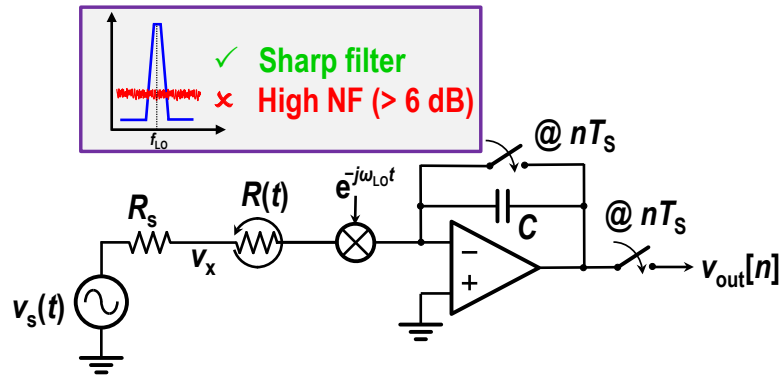 ✓ Sharp filter
✗ High NF (> 6 dB)
f_LO
@ nT_S
e^{−jω_LO t}
R(t)
R_s
C
@ nT_S
v_x
−
+
v_s(t)
v_out[n]